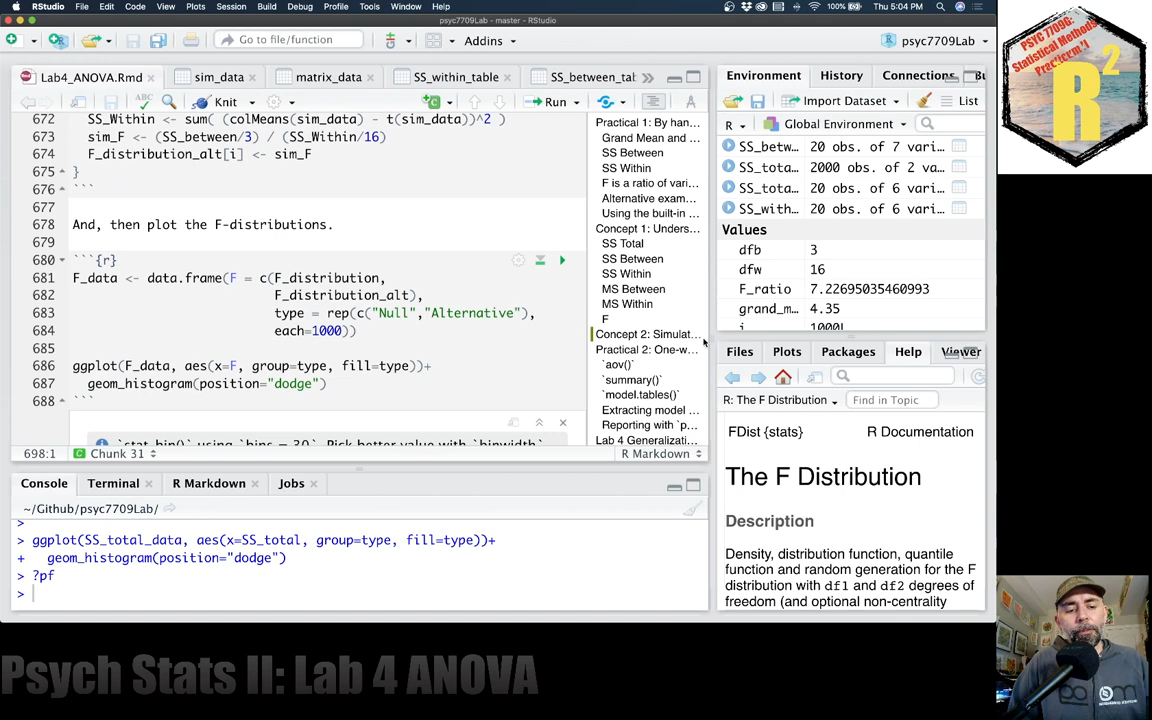 RStudio File Edit Code View Plots Session Build Debug Profile Tools Window Help 100% Thu 5:04 PM
psyc7709Lab - master - RStudio
Go to file/function Addins psyc7709Lab
Lab4_ANOVA.Rmd sim_data matrix_data SS_within_table SS_between_tab
Knit Run
672 SS_Within <- sum( (colMeans(sim_data) - t(sim_data))^2 )
673 sim_F <- (SS_between/3) / (SS_Within/16)
674 F_distribution_alt[i] <- sim_F
675 }
676 ```
677
678 And, then plot the F-distributions.
679
680 ```{r}
681 F_data <- data.frame(F = c(F_distribution,
682 F_distribution_alt),
683 type = rep(c("Null","Alternative"),
684 each=1000))
685
686 ggplot(F_data, aes(x=F, group=type, fill=type))+
687 geom_histogram(position="dodge")
688 ```
`stat_bin()` using `bins = 30`. Pick better value with `binwidth`.
698:1 Chunk 31 R Markdown
Practical 1: By han...
Grand Mean and ...
SS Between
SS Within
F is a ratio of vari...
Alternative exam...
Using the built-in ...
Concept 1: Unders...
SS Total
SS Between
SS Within
MS Between
MS Within
F
Concept 2: Simulat...
Practical 2: One-w...
`aov()`
`summary()`
`model.tables()`
Extracting model ...
Reporting with `p...
Lab 4 Generalizati...
Console Terminal R Markdown Jobs
~/Github/psyc7709Lab/
>
> ggplot(SS_total_data, aes(x=SS_total, group=type, fill=type))+
+ geom_histogram(position="dodge")
> ?pf
>
Environment History Connections Bu
Import Dataset List
R Global Environment
SS_betw... 20 obs. of 7 vari...
SS_tota... 2000 obs. of 2 va...
SS_tota... 20 obs. of 6 vari...
SS_with... 20 obs. of 6 vari...
Values
dfb 3
dfw 16
F_ratio 7.22695035460993
grand_m... 4.35
i 1000L
Files Plots Packages Help Viewer
R: The F Distribution Find in Topic
FDist {stats} R Documentation
The F Distribution
Description
Density, distribution function, quantile
function and random generation for the F
distribution with df1 and df2 degrees of
freedom (and optional non-centrality
PSYC 7709G:
Statistical Methods
R2
Psych Stats II: Lab 4 ANOVA